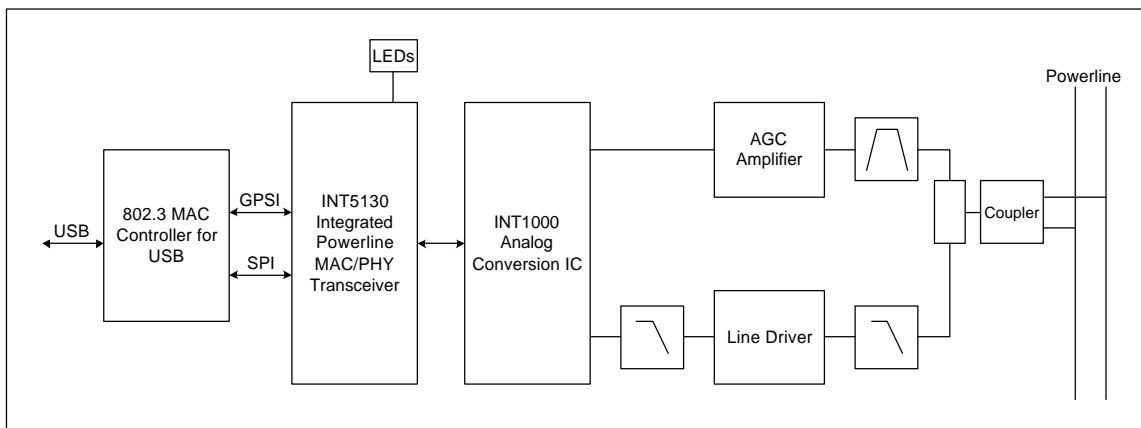 LEDs
Powerline
AGC
Amplifier
GPSI
INT5130
Integrated
Powerline
MAC/PHY
Transceiver
INT1000
Analog
Conversion IC
802.3 MAC
Controller for
USB
USB
SPI
Coupler
Line Driver